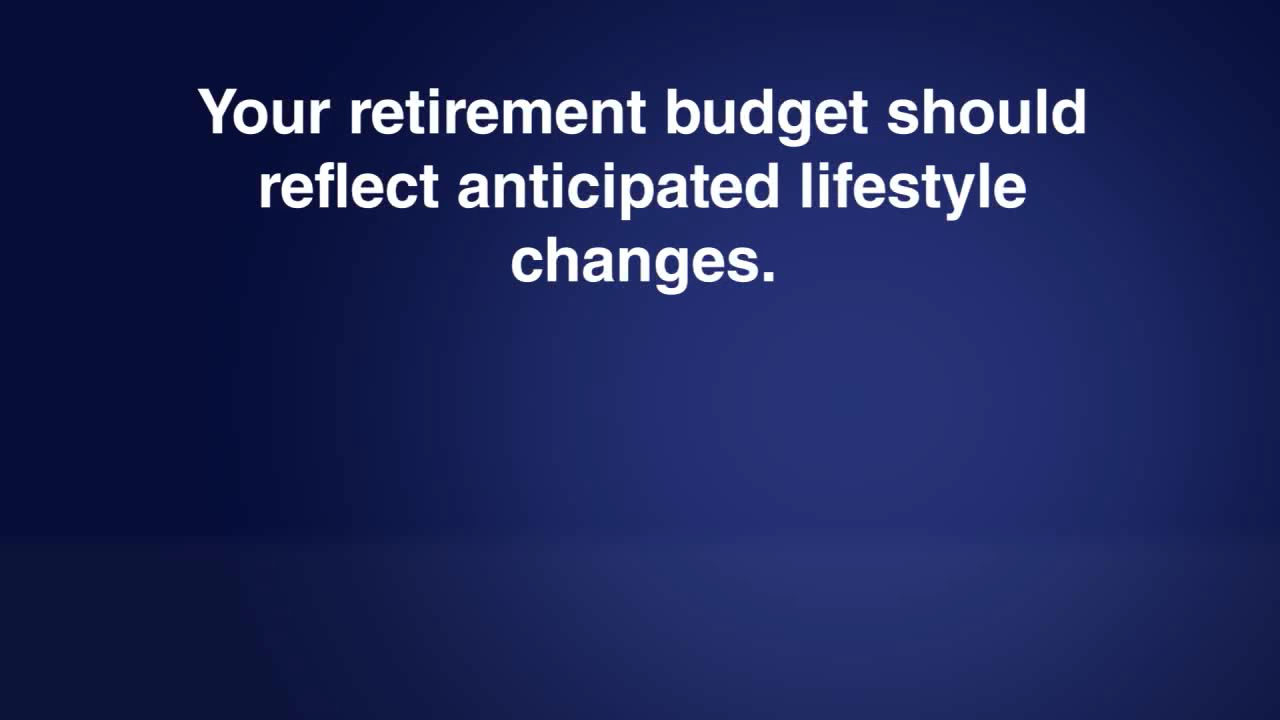 Your retirement budget should
reflect anticipated lifestyle
changes.